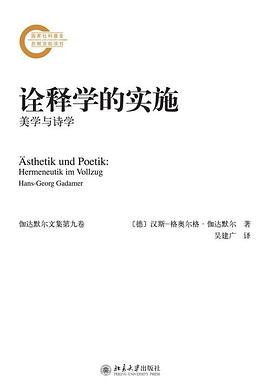 国家社科基金
后期资助项目
诠释学的实施
美学与诗学
Ästhetik und Poetik:
Hermeneutik im Vollzug
Hans-Georg Gadamer
伽达默尔文集第九卷
〔德〕汉斯-格奥尔格·伽达默尔 著
吴建广 译
北京大学出版社
PEKING UNIVERSITY PRESS